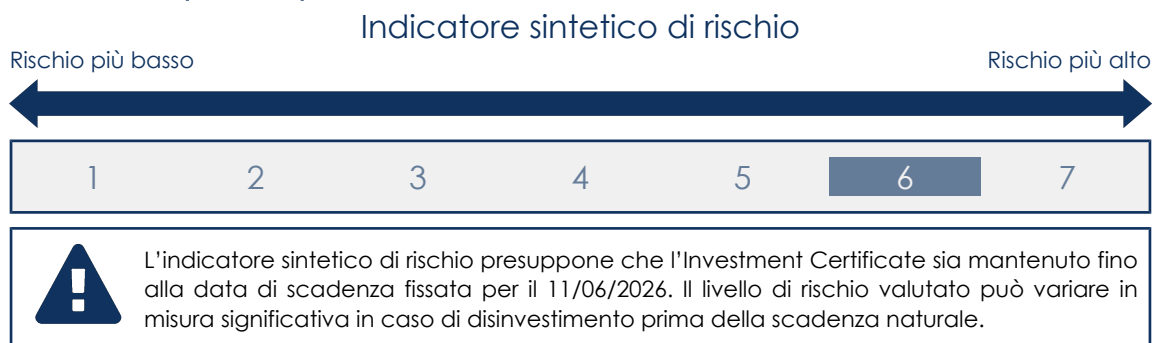 Indicatore sintetico di rischio
Rischio più basso
Rischio più alto
1 2 3 4 5 6 7
L'indicatore sintetico di rischio presuppone che l'Investment Certificate sia mantenuto fino
alla data di scadenza fissata per il 11/06/2026. Il livello di rischio valutato può variare in
misura significativa in caso di disinvestimento prima della scadenza naturale.